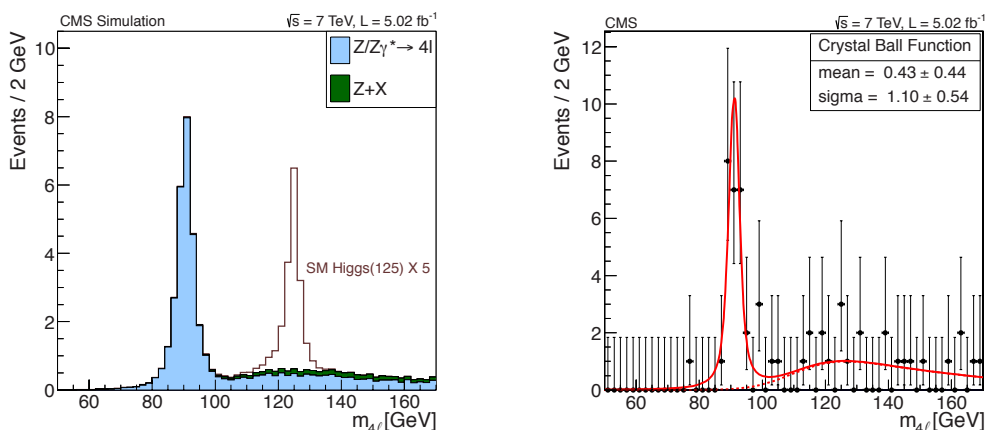 CMS Simulation √s = 7 TeV, L = 5.02 fb⁻¹
Events / 2 GeV
10
8
6
4
2
0
Z/Zγ*→ 4l
Z+X
SM Higgs(125) X 5
60 80 100 120 140 160
m4ℓ [GeV]
CMS √s = 7 TeV, L = 5.02 fb⁻¹
Events / 2 GeV
12
10
8
6
4
2
0
Crystal Ball Function
mean = 0.43 ± 0.44
sigma = 1.10 ± 0.54
60 80 100 120 140 160
m4ℓ [GeV]